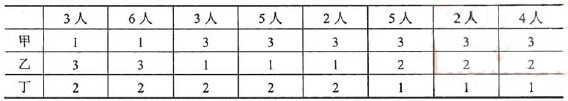 3人 6人 3人 5人 2人 5人 2人 4人
甲 1 1 3 3 3 3 3 3
乙 3 3 1 1 1 2 2 2
丁 2 2 2 2 2 1 1 1